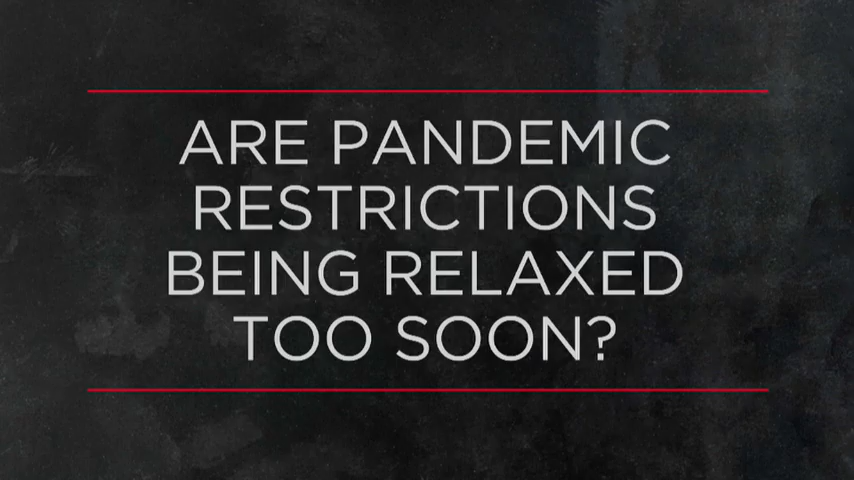 ARE PANDEMIC
RESTRICTIONS
BEING RELAXED
TOO SOON?